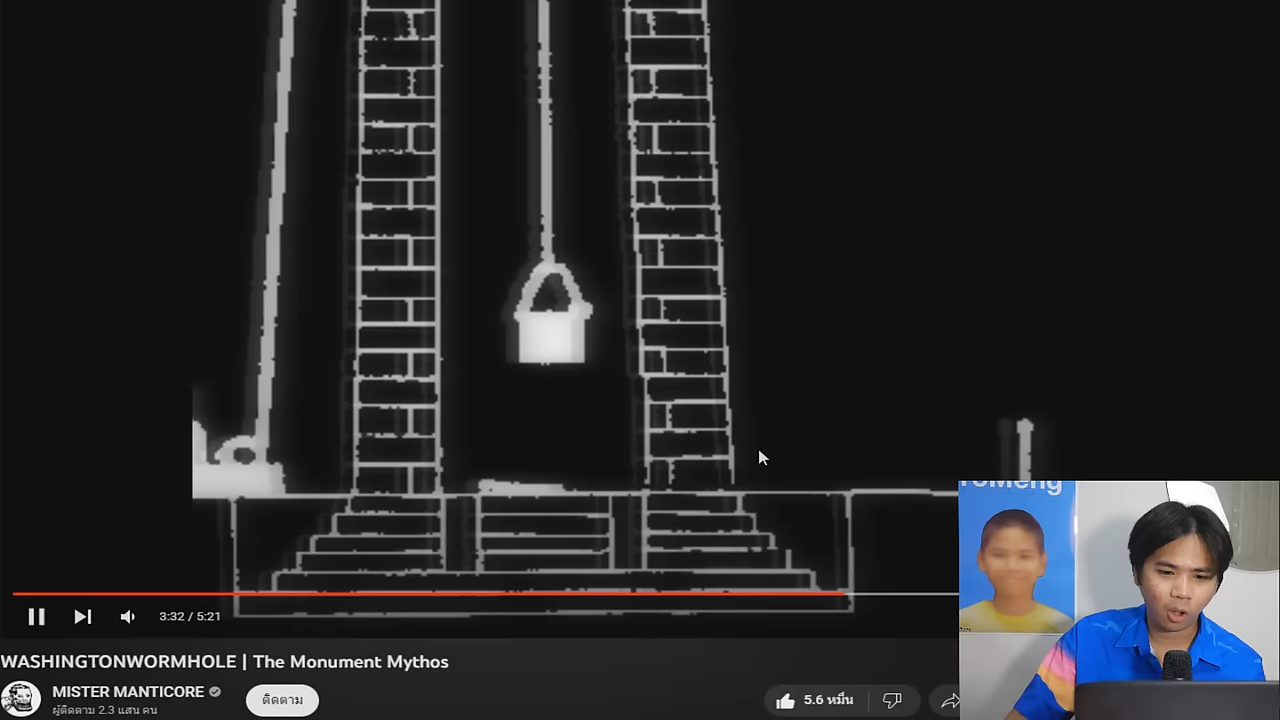 3:32 / 5:21
WASHINGTONWORMHOLE | The Monument Mythos
MISTER MANTICORE
ผู้ติดตาม 2.3 แสน คน
ติดตาม
5.6 หมื่น